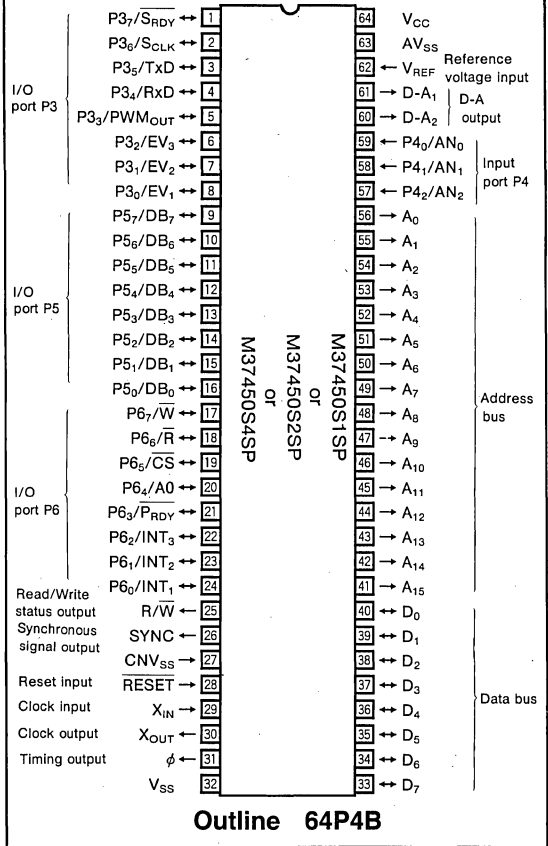 P3₇/S̅R̅D̅Y̅ ↔ 1
P3₆/SCLK ↔ 2
P3₅/TxD ↔ 3
P3₄/RxD ↔ 4
P3₃/PWMOUT ↔ 5
P3₂/EV₃ ↔ 6
P3₁/EV₂ ↔ 7
P3₀/EV₁ ↔ 8
I/O
port P3
P5₇/DB₇ ↔ 9
P5₆/DB₆ ↔ 10
P5₅/DB₅ ↔ 11
P5₄/DB₄ ↔ 12
P5₃/DB₃ ↔ 13
P5₂/DB₂ ↔ 14
P5₁/DB₁ ↔ 15
P5₀/DB₀ ↔ 16
I/O
port P5
P6₇/W̅ ↔ 17
P6₆/R̅ ↔ 18
P6₅/C̅S̅ ↔ 19
P6₄/A0 ↔ 20
P6₃/P̅R̅D̅Y̅ ↔ 21
P6₂/INT₃ ↔ 22
P6₁/INT₂ ↔ 23
P6₀/INT₁ ↔ 24
I/O
port P6
Read/Write
status output
R/W̅ ← 25
Synchronous
signal output
SYNC ← 26
CNVSS → 27
Reset input R̅E̅S̅E̅T̅ → 28
Clock input XIN → 29
Clock output XOUT ← 30
Timing output ϕ ← 31
VSS 32
M37450S4SP
or
M37450S2SP
or
M37450S1SP
64 VCC
63 AVSS
62 ← VREF
Reference
voltage input
61 → D-A₁
60 → D-A₂
D-A
output
59 ← P4₀/AN₀
58 ← P4₁/AN₁
57 ← P4₂/AN₂
Input
port P4
56 → A₀
55 → A₁
54 → A₂
53 → A₃
52 → A₄
51 → A₅
50 → A₆
49 → A₇
48 → A₈
47 → A₉
46 → A₁₀
45 → A₁₁
44 → A₁₂
43 → A₁₃
42 → A₁₄
41 → A₁₅
Address
bus
40 ↔ D₀
39 ↔ D₁
38 ↔ D₂
37 ↔ D₃
36 ↔ D₄
35 ↔ D₅
34 ↔ D₆
33 ↔ D₇
Data bus
Outline 64P4B